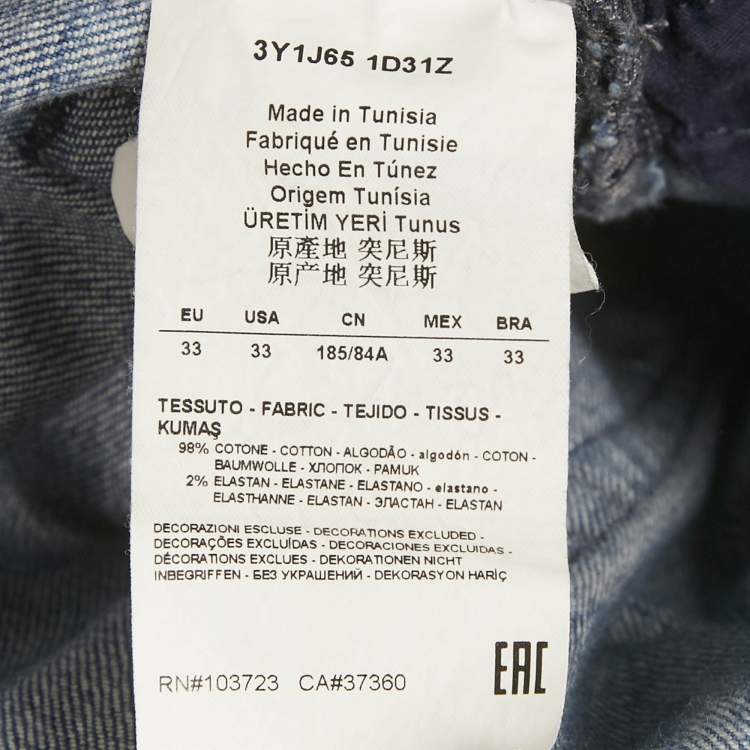 3Y1J65 1D31Z
Made in Tunisia
Fabriqué en Tunisie
Hecho En Túnez
Origem Tunísia
ÜRETİM YERİ Tunus
原產地 突尼斯
原产地 突尼斯
EU USA CN MEX BRA
33 33 185/84A 33 33
TESSUTO - FABRIC - TEJIDO - TISSUS -
KUMAŞ
98% COTONE - COTTON - ALGODÃO - algodón - COTON -
BAUMWOLLE - ХЛОПОК - PAMUK
2% ELASTAN - ELASTANE - ELASTANO - elastano -
ELASTHANNE - ELASTAN - ЭЛАСТАН - ELASTAN
DECORAZIONI ESCLUSE - DECORATIONS EXCLUDED -
DECORAÇÕES EXCLUÍDAS - DECORACIONES EXCLUIDAS -
DÉCORATIONS EXCLUES - DEKORATIONEN NICHT
INBEGRIFFEN - БЕЗ УКРАШЕНИЙ - DEKORASYON HARİÇ
RN#103723 CA#37360
EAC